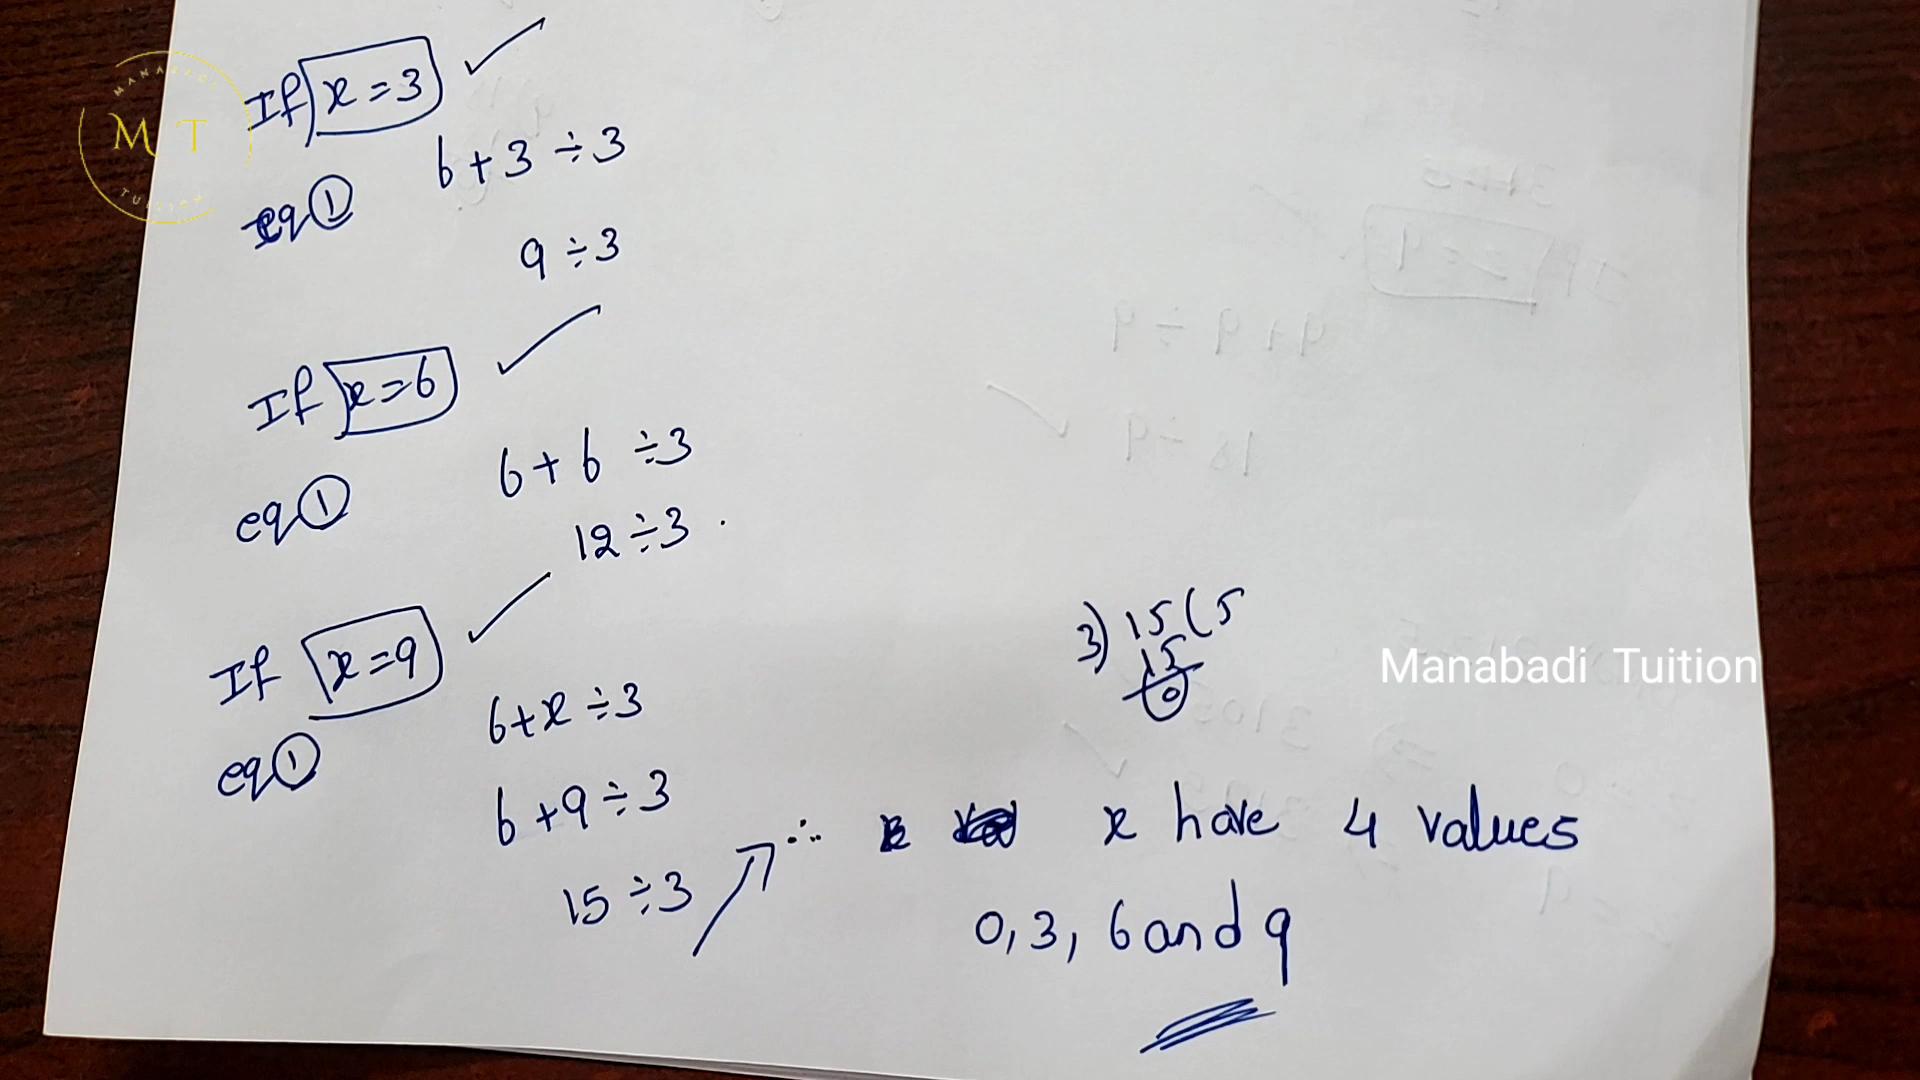 MANABADI
M T
TUITION
If x = 3 ✓
eq ① 6 + 3 ÷ 3
9 ÷ 3
If x = 6 ✓
eq ① 6 + 6 ÷ 3
12 ÷ 3 .
If x = 9 ✓
eq ① 6 + x ÷ 3
6 + 9 ÷ 3
15 ÷ 3
3) 15 ( 5
15
0
Manabadi Tuition
∴ x have 4 values
0, 3, 6 and 9